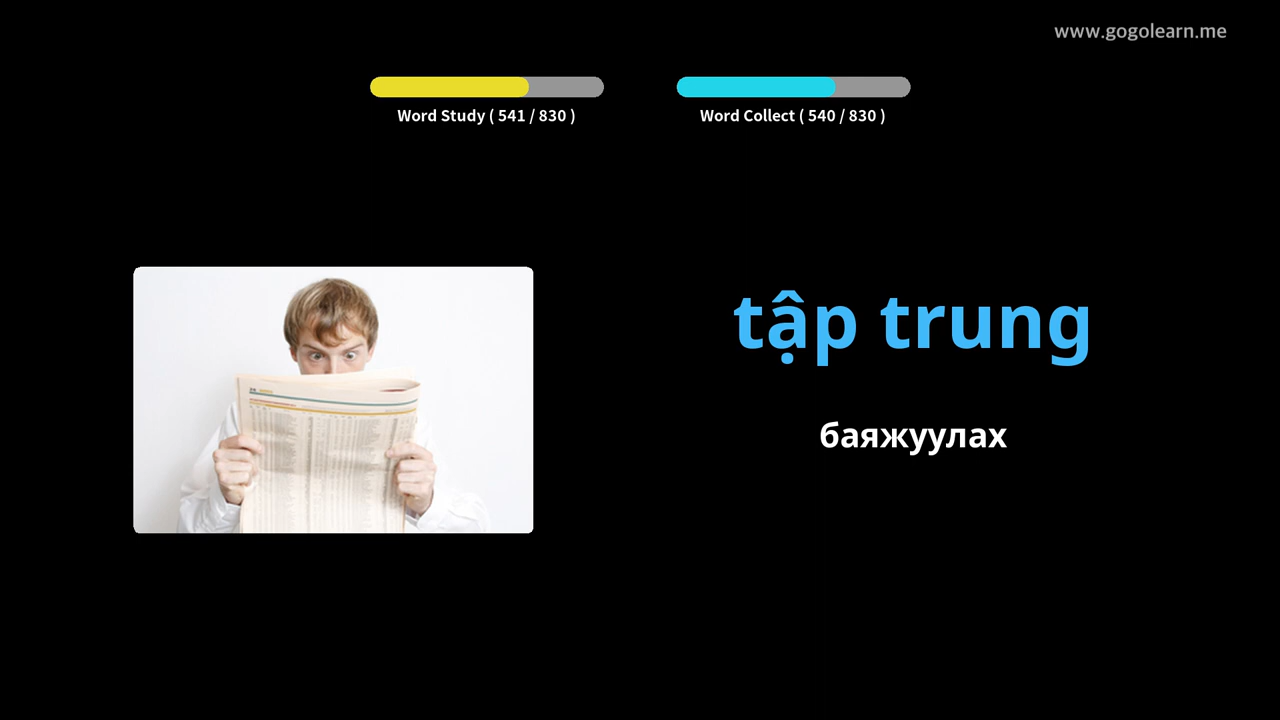 www.gogolearn.me
Word Study ( 541 / 830 )
Word Collect ( 540 / 830 )
tập trung
баяжуулах